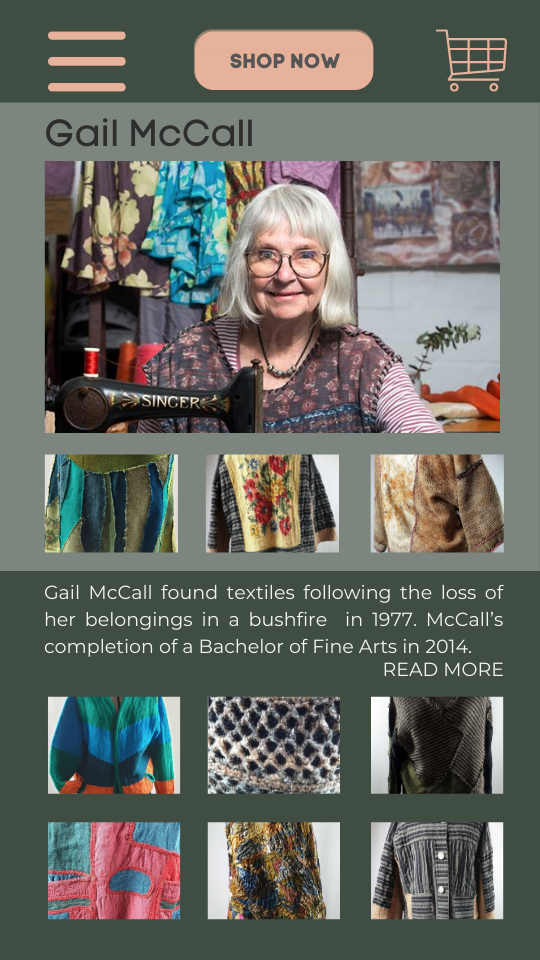 SHOP NOW
Gail McCall
SINGER
Gail McCall found textiles following the loss of
her belongings in a bushfire in 1977. McCall’s
completion of a Bachelor of Fine Arts in 2014.
READ MORE